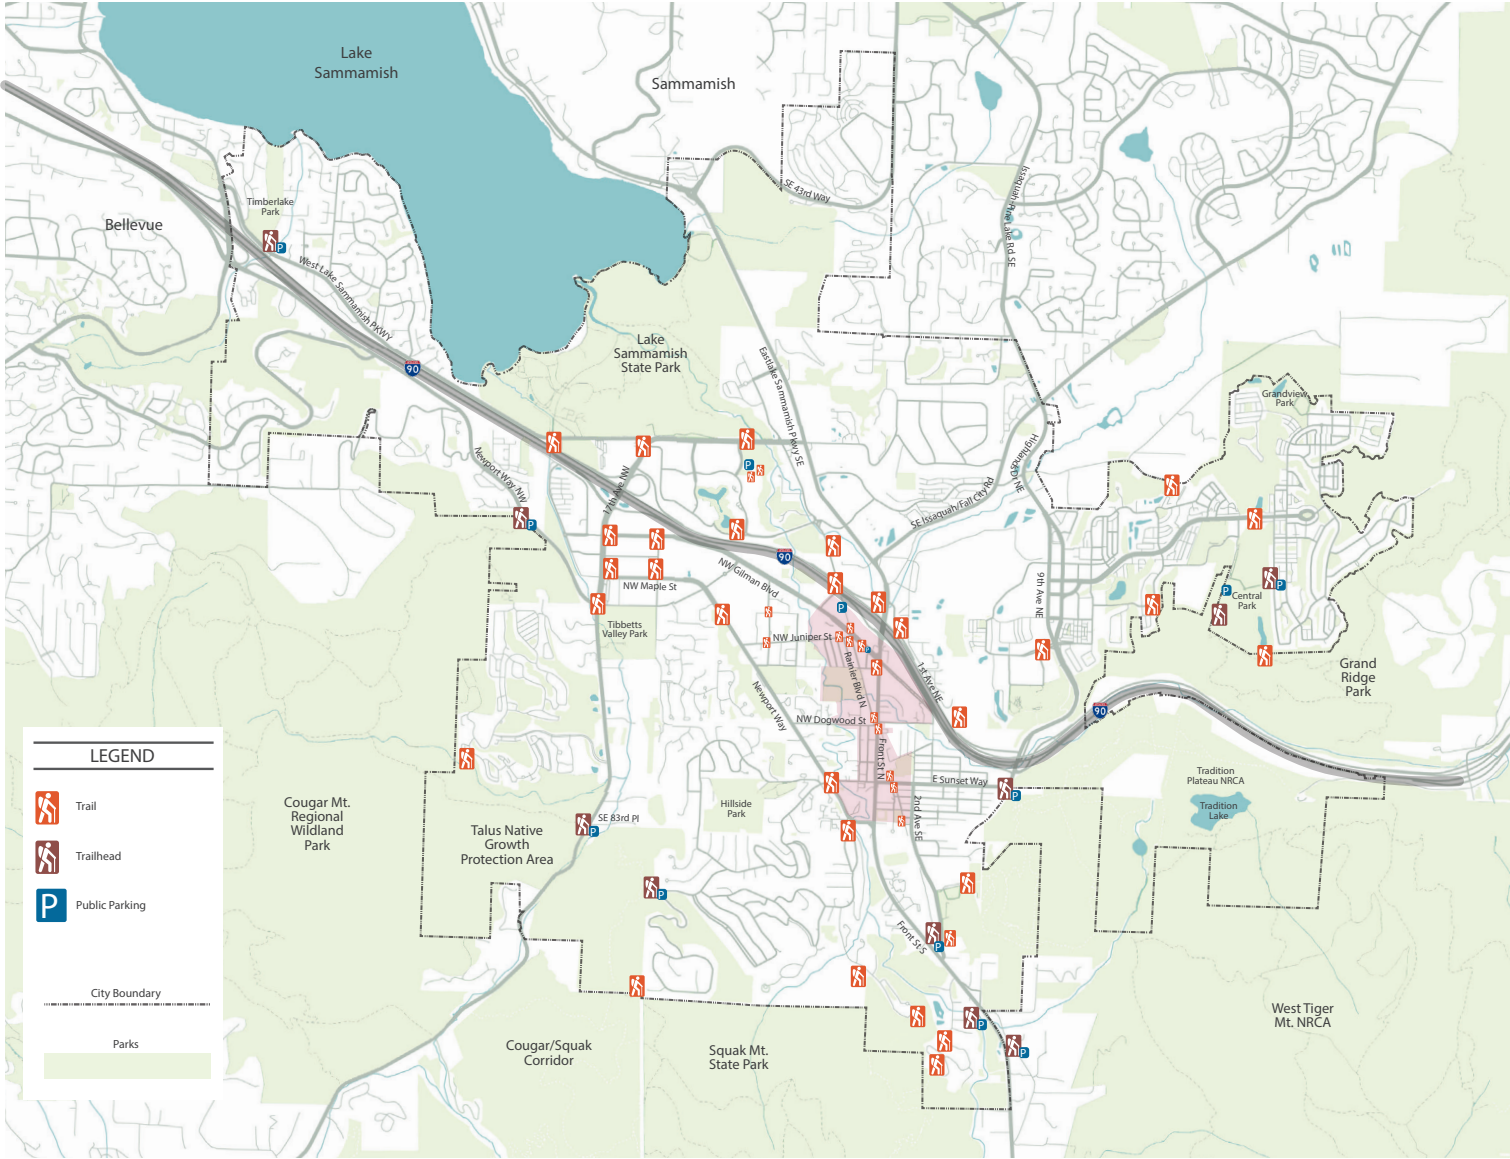 Lake
Sammamish
Sammamish
SE 43rd Way
Issaquah Pine Lake Rd SE
Timberlake
Park
Bellevue
P
West Lake Sammamish PKWY
Lake
Sammamish
State Park
90
Eastlake Sammamish Pkwy SE
Grandview
Park
Highlands Dr NE
Newport Way NW
17th Ave NW
P
SE Issaquah/Fall City Rd
P
90
NW Gilman Blvd
NW Maple St
9th Ave NE
P
P
Central
Park
P
Tibbetts
Valley Park
NW Juniper St
P
Rainier Blvd N
1st Ave NE
Grand
Ridge
Park
Newport Way
NW Dogwood St
90
Front St N
E Sunset Way
P
2nd Ave SE
Tradition
Plateau NRCA
Tradition
Lake
Hillside
Park
SE 83rd Pl
P
Cougar Mt.
Regional
Wildland
Park
Talus Native
Growth
Protection Area
P
Front St S
P
P
P
West Tiger
Mt. NRCA
Cougar/Squak
Corridor
Squak Mt.
State Park
LEGEND
Trail
Trailhead
P Public Parking
City Boundary
Parks